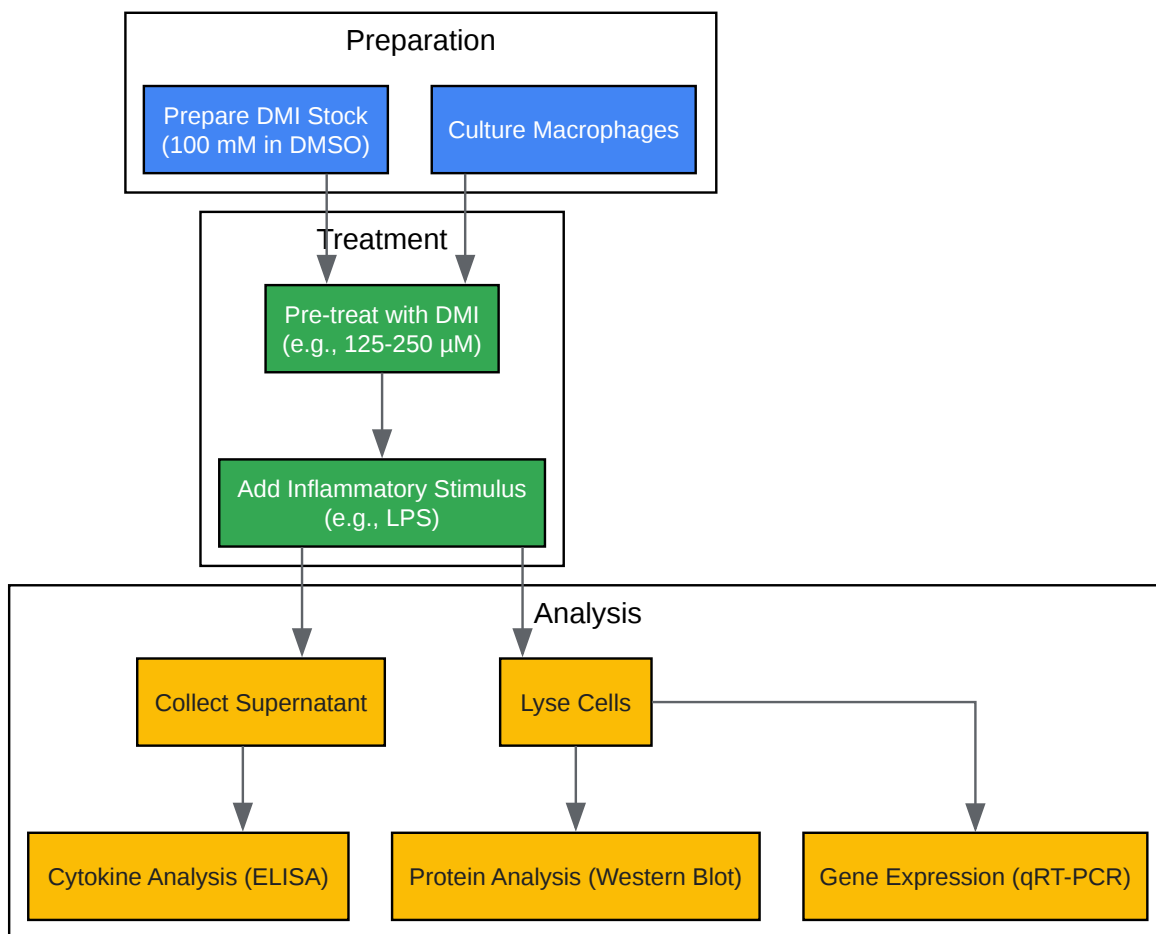 Preparation
Prepare DMI Stock
(100 mM in DMSO)
Culture Macrophages
Treatment
Pre-treat with DMI
(e.g., 125-250 µM)
Add Inflammatory Stimulus
(e.g., LPS)
Analysis
Collect Supernatant
Lyse Cells
Cytokine Analysis (ELISA)
Protein Analysis (Western Blot)
Gene Expression (qRT-PCR)